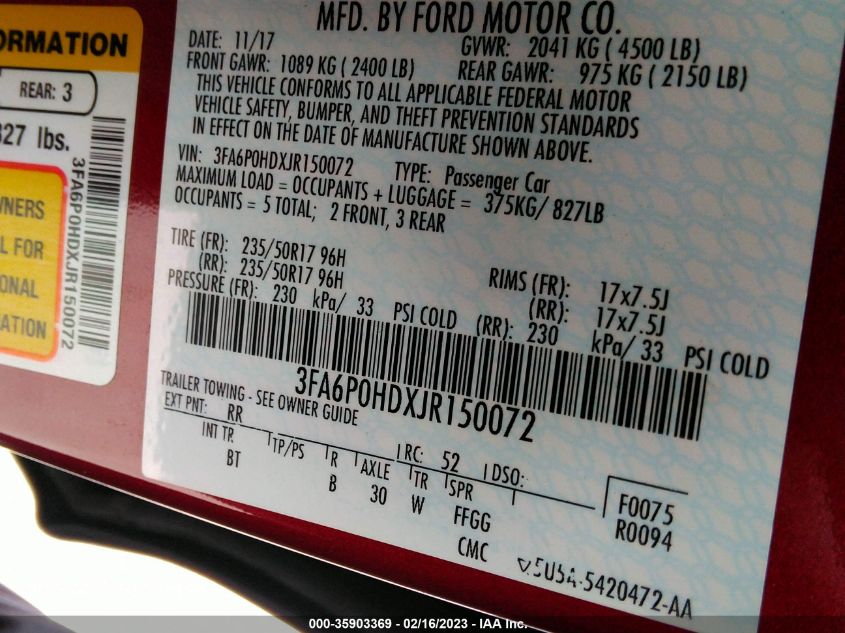 ORMATION
REAR: 3
827 lbs.
WNERS
L FOR
ONAL
MATION
3FA6P0HDXJR150072
MFD. BY FORD MOTOR CO.
DATE: 11/17 GVWR: 2041 KG ( 4500 LB)
FRONT GAWR: 1089 KG ( 2400 LB) REAR GAWR: 975 KG ( 2150 LB)
THIS VEHICLE CONFORMS TO ALL APPLICABLE FEDERAL MOTOR
VEHICLE SAFETY, BUMPER, AND THEFT PREVENTION STANDARDS
IN EFFECT ON THE DATE OF MANUFACTURE SHOWN ABOVE.
VIN: 3FA6P0HDXJR150072 TYPE: Passenger Car
MAXIMUM LOAD = OCCUPANTS + LUGGAGE = 375KG/ 827LB
OCCUPANTS = 5 TOTAL; 2 FRONT, 3 REAR
TIRE (FR): 235/50R17 96H RIMS (FR): 17x7.5J
(RR): 235/50R17 96H (RR): 17x7.5J
PRESSURE (FR): 230 kPa/ 33 PSI COLD (RR): 230 kPa/ 33 PSI COLD
3FA6P0HDXJR150072
TRAILER TOWING - SEE OWNER GUIDE
EXT PNT: RR RC: 52 DSO:
INT TR TP/PS R AXLE TR SPR F0075
BT B 30 W FFGG R0094
CMC 5U5A-5420472-AA
000-35903369 - 02/16/2023 - IAA Inc.